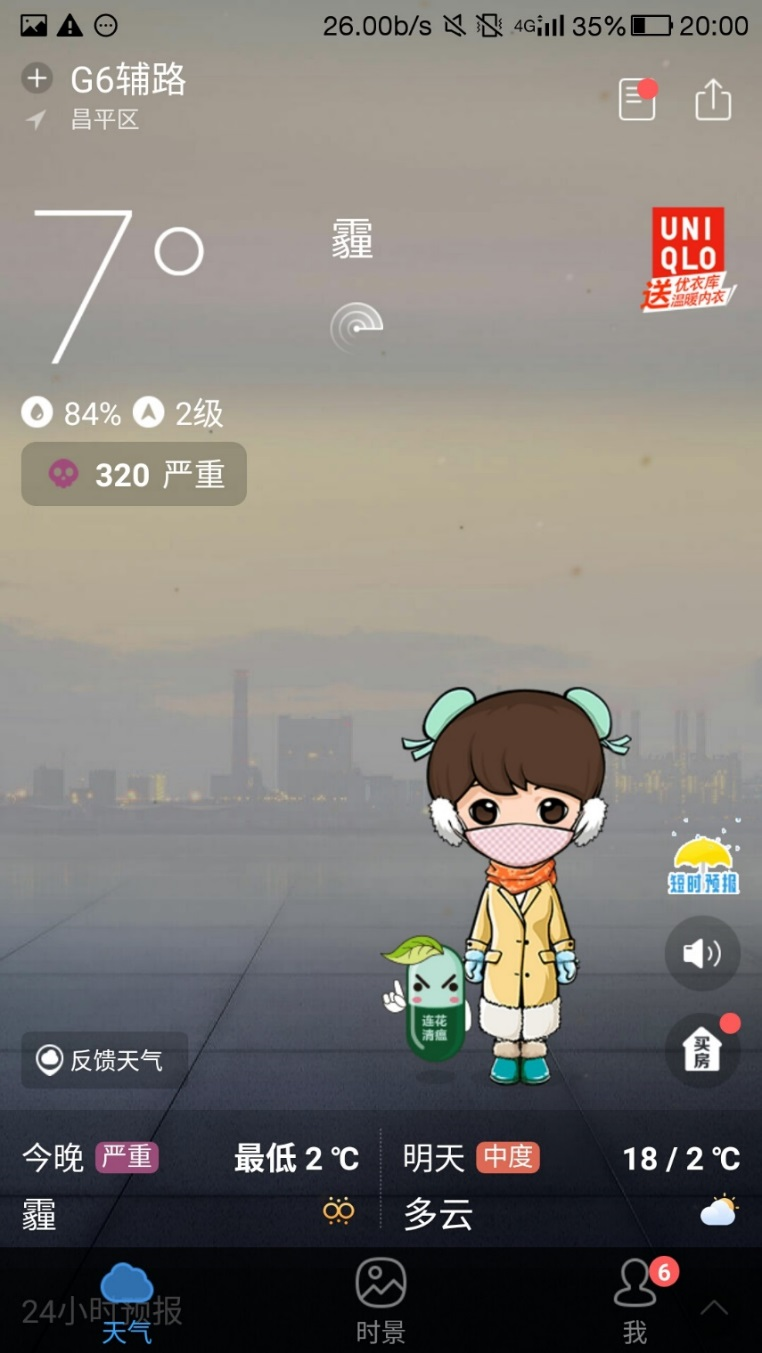 26.00b/s 4G 35% 20:00
G6辅路
昌平区
7°
霾
UNI
QLO
送优衣库
温暖内衣
84% 2级
320 严重
短时预报
连花
清瘟
买
房
反馈天气
今晚 严重 最低 2 ℃
霾
明天 中度 18 / 2 ℃
多云
24小时预报
天气
时景
我
6